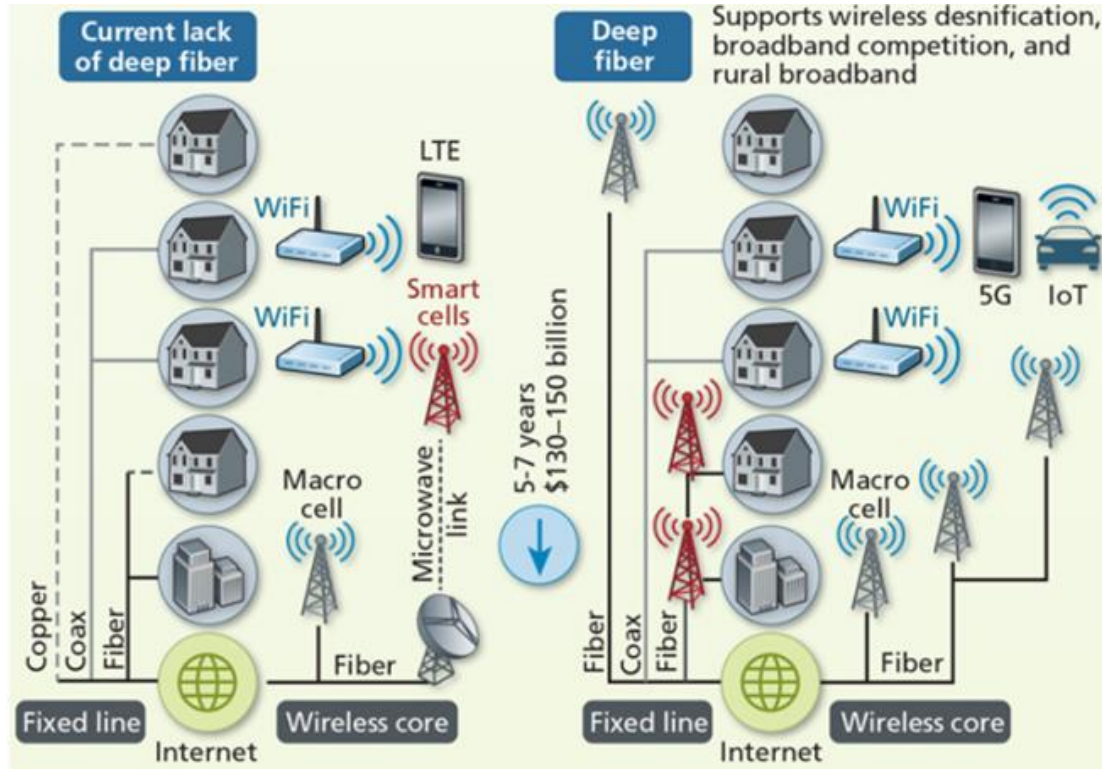 Current lack
of deep fiber
LTE
WiFi
Smart
cells
WiFi
Macro
cell
Microwave
link
Copper
Coax
Fiber
Fiber
Fixed line
Wireless core
Internet
5-7 years
$130–150 billion
Deep
fiber
Supports wireless desnification,
broadband competition, and
rural broadband
WiFi
5G
IoT
WiFi
Macro
cell
Fiber
Coax
Fiber
Fiber
Fixed line
Wireless core
Internet